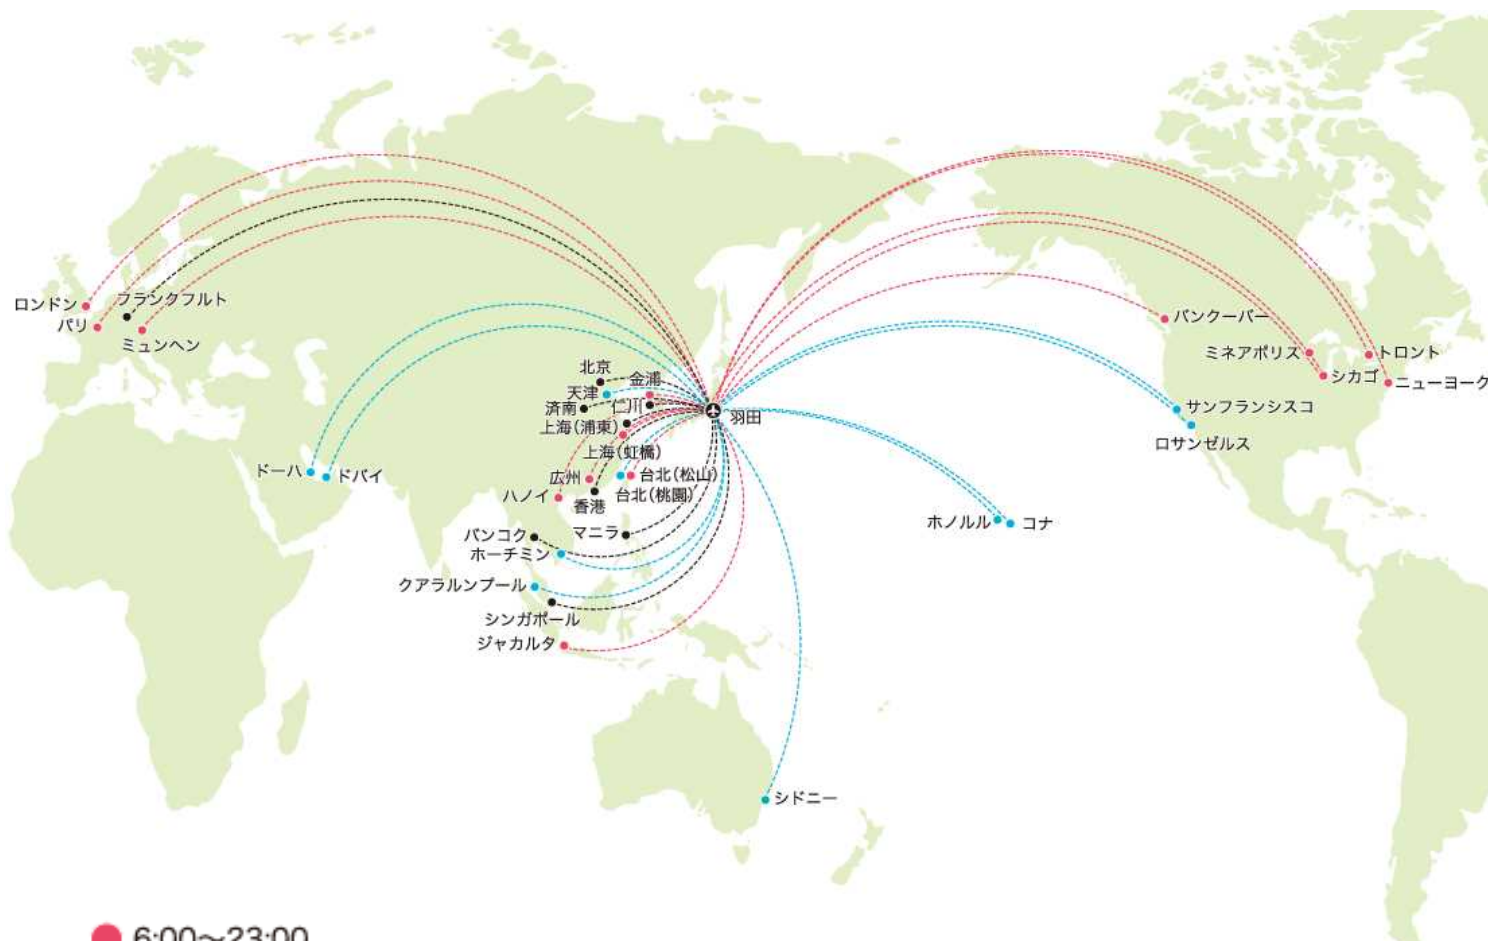 ロンドン
フランクフルト
パリ
ミュンヘン
バンクーバー
ミネアポリス
トロント
シカゴ
ニューヨーク
北京
金浦
天津
済南
仁川
羽田
サンフランシスコ
上海(浦東)
ロサンゼルス
上海(虹橋)
ドーハ
ドバイ
広州
台北(松山)
ハノイ
台北(桃園)
香港
ホノルル
コナ
バンコク
マニラ
ホーチミン
クアラルンプール
シンガポール
ジャカルタ
シドニー
6:00～23:00